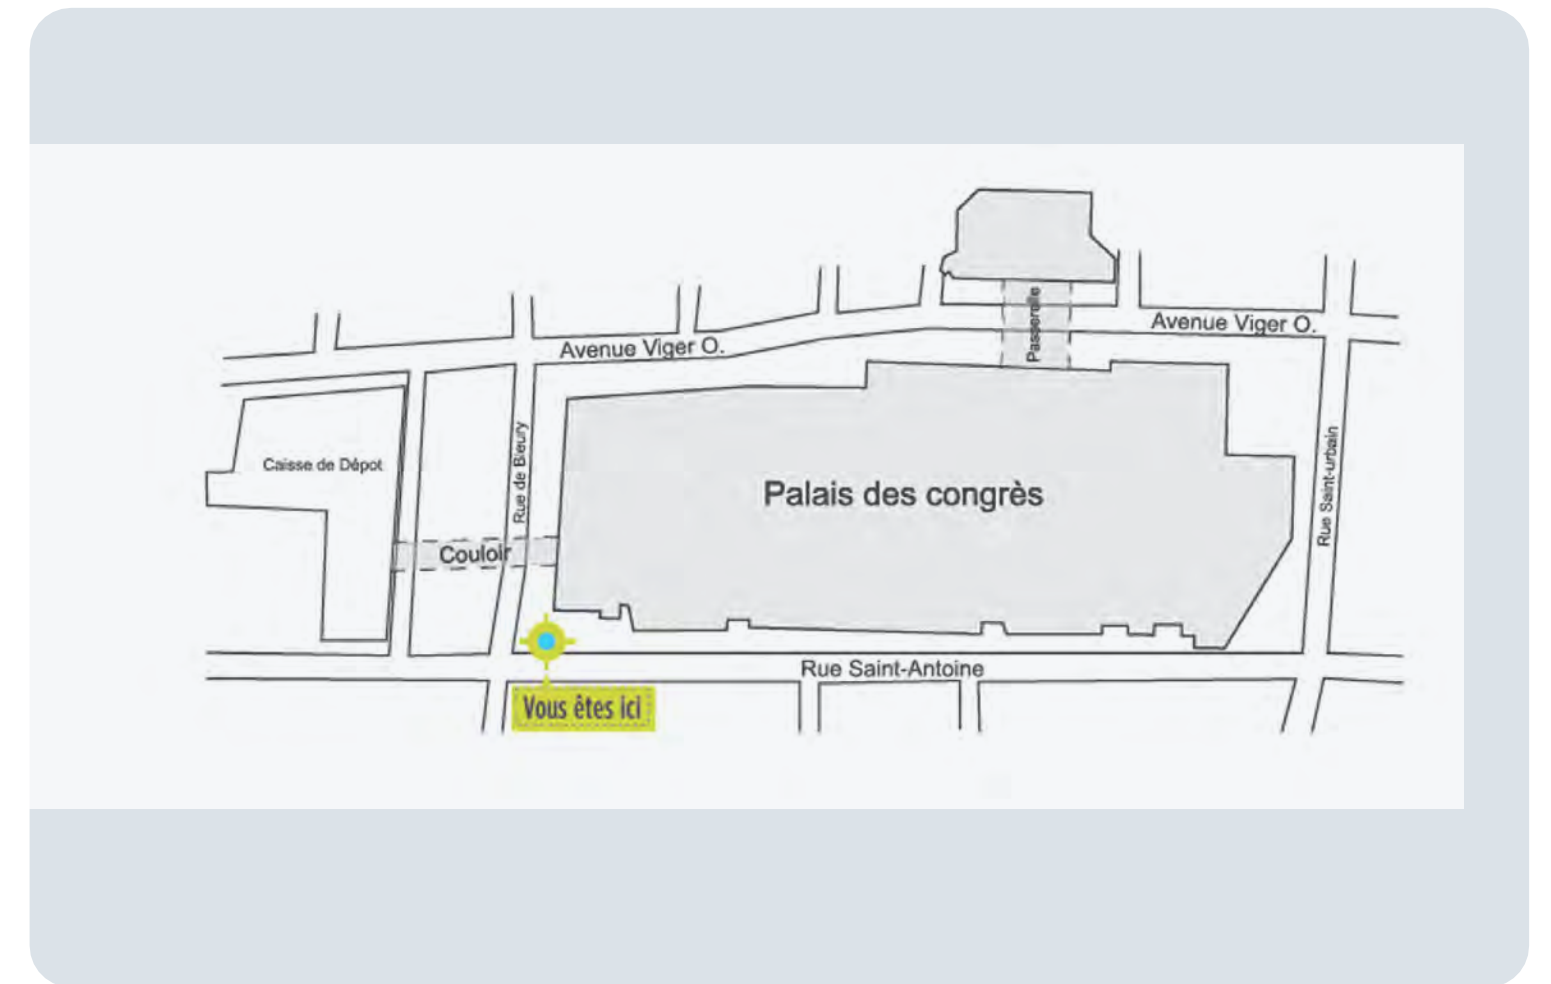 Passerelle
Avenue Viger O.
Avenue Viger O.
Rue de Bleury
Caisse de Dépot
Palais des congrès
Rue Saint-urbain
Couloir
Rue Saint-Antoine
Vous êtes ici